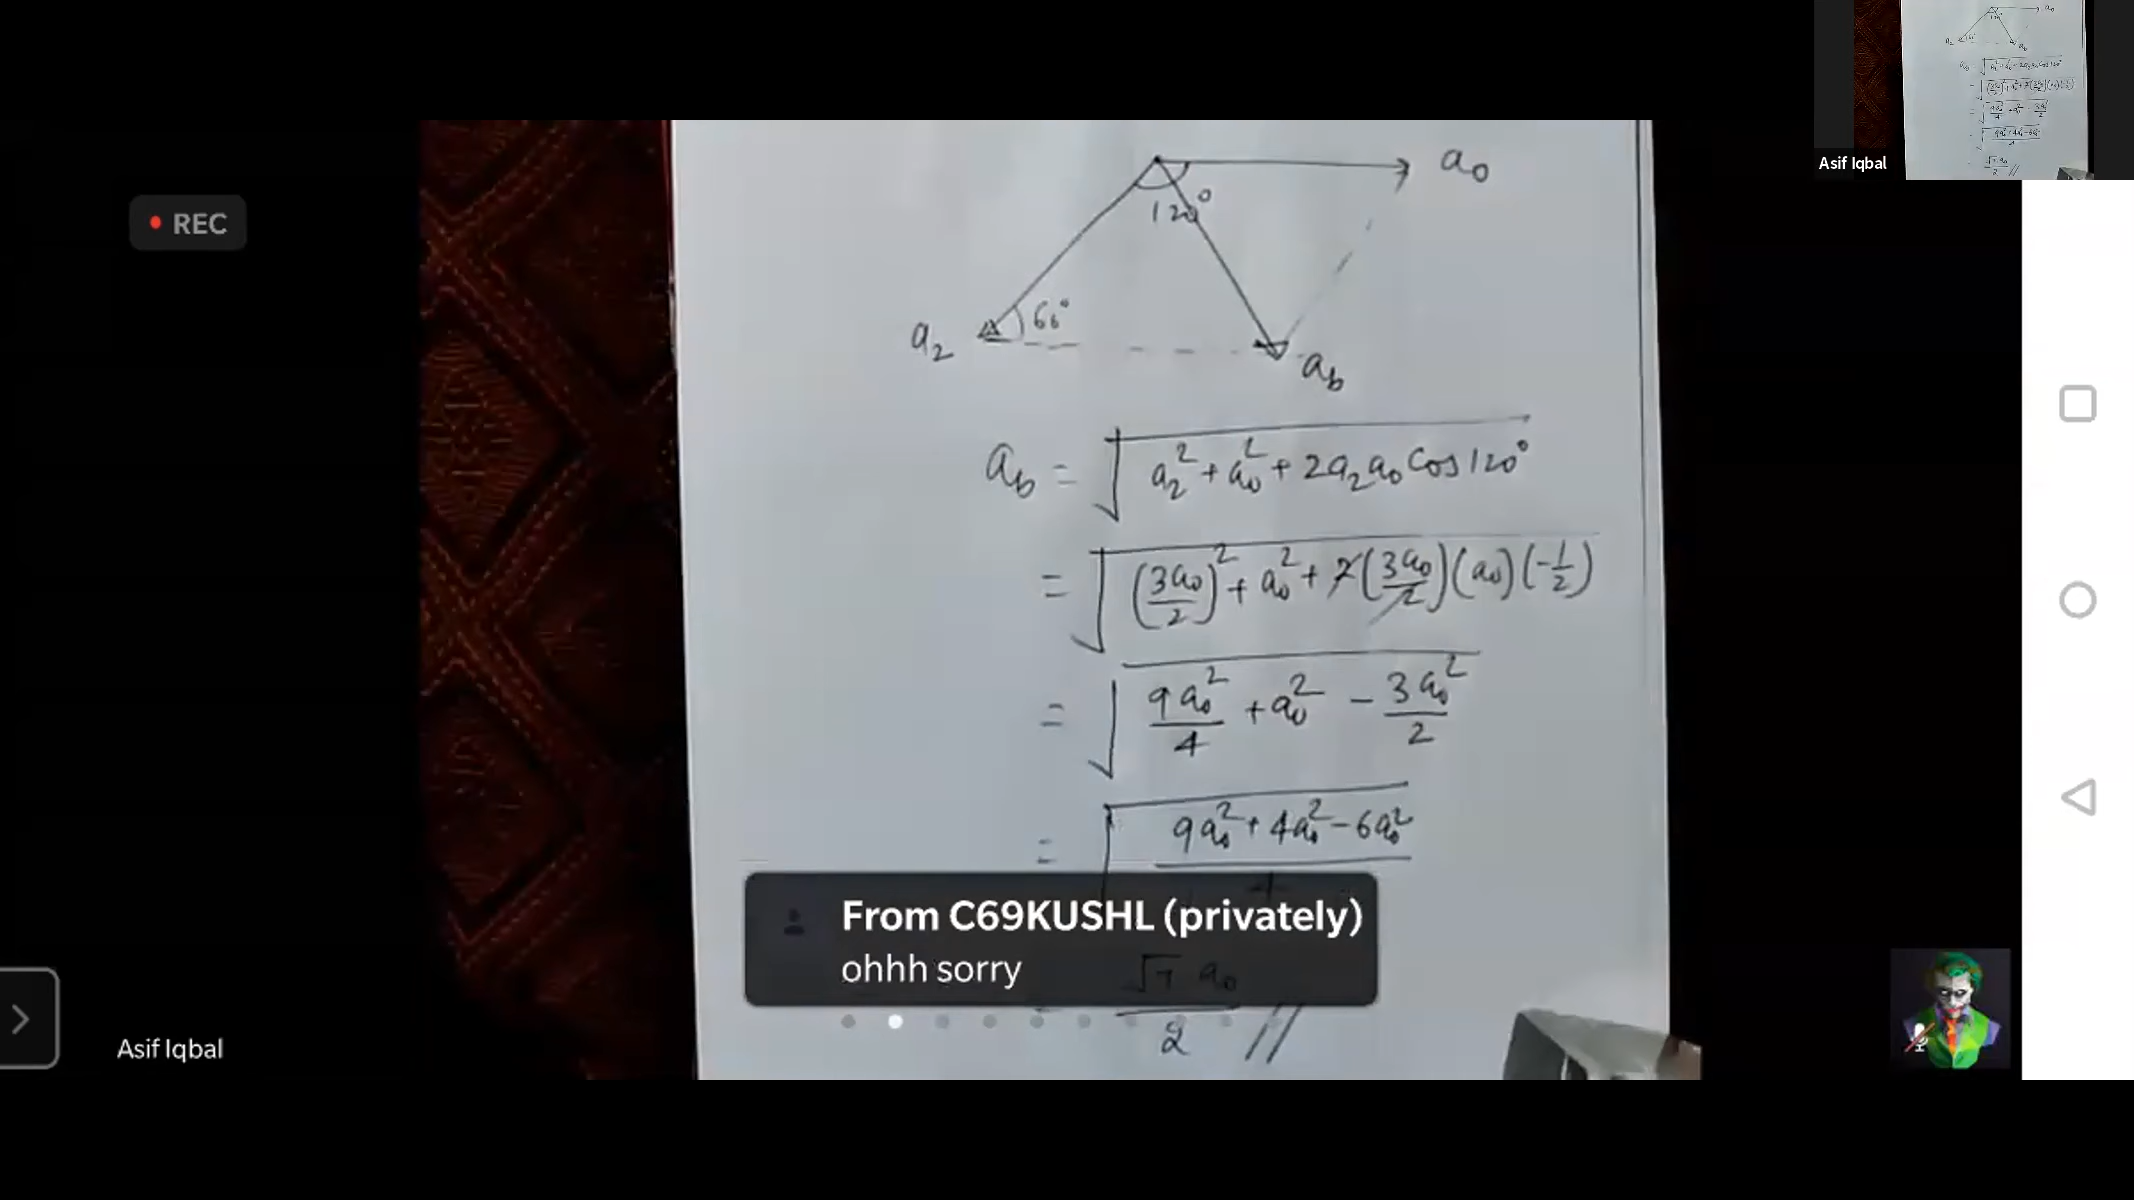 REC
a₀
120°
60°
a₂
a_b
a_b = √(a₂² + a₀² + 2a₂a₀ Cos 120°)
= √((3a₀/2)² + a₀² + 2(3a₀/2)(a₀)(-1/2))
= √(9a₀²/4 + a₀² - 3a₀²/2)
= √((9a₀² + 4a₀² - 6a₀²)/4)
From C69KUSHL (privately)
ohhh sorry
= √7 a₀/2 //
Asif Iqbal
Asif Iqbal